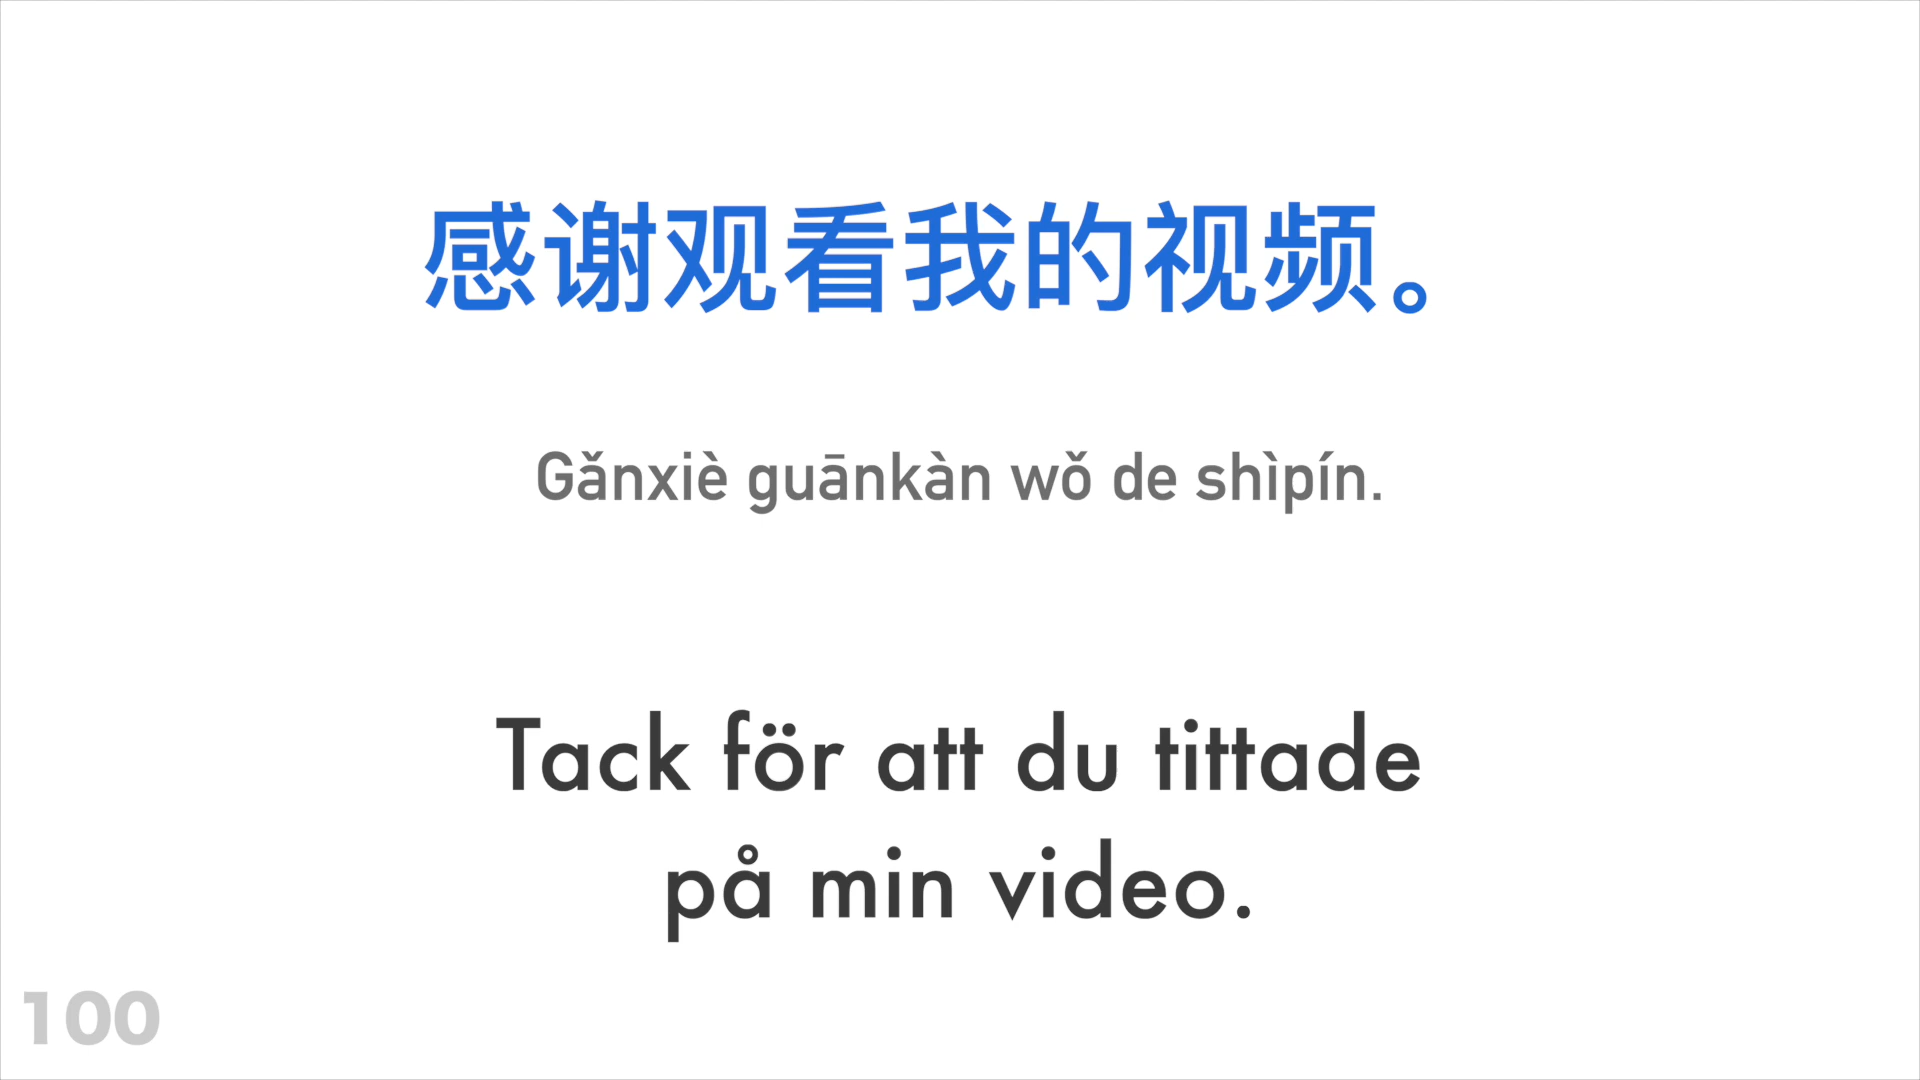 感谢观看我的视频。
Gǎnxiè guānkàn wǒ de shìpín.
Tack för att du tittade
på min video.
100